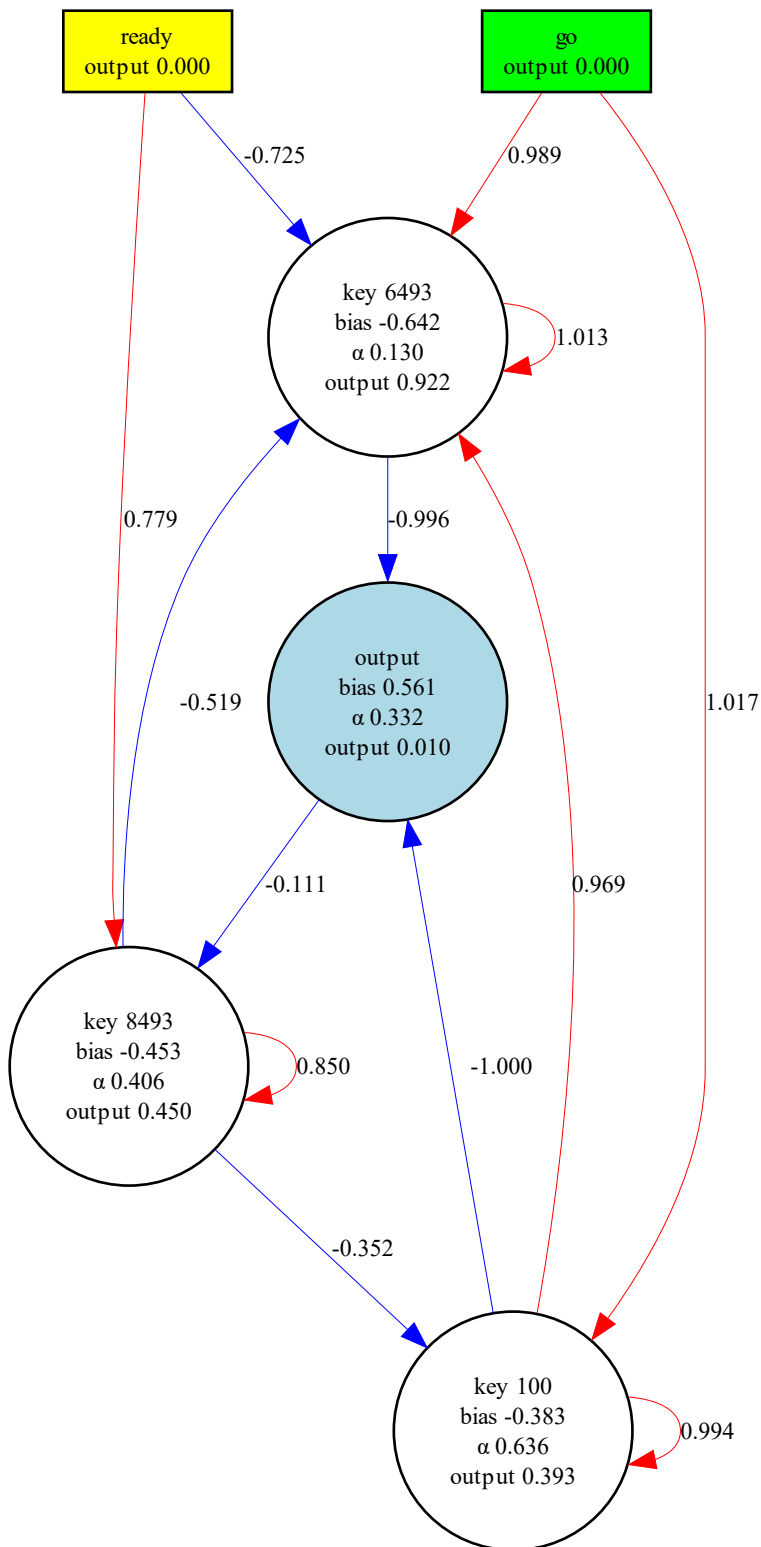 ready
output 0.000
go
output 0.000
-0.725
0.989
key 6493
bias -0.642
α 0.130
output 0.922
1.013
0.779
-0.996
-0.519
output
bias 0.561
α 0.332
output 0.010
1.017
-0.111
0.969
key 8493
bias -0.453
α 0.406
output 0.450
0.850
-1.000
-0.352
key 100
bias -0.383
α 0.636
output 0.393
0.994